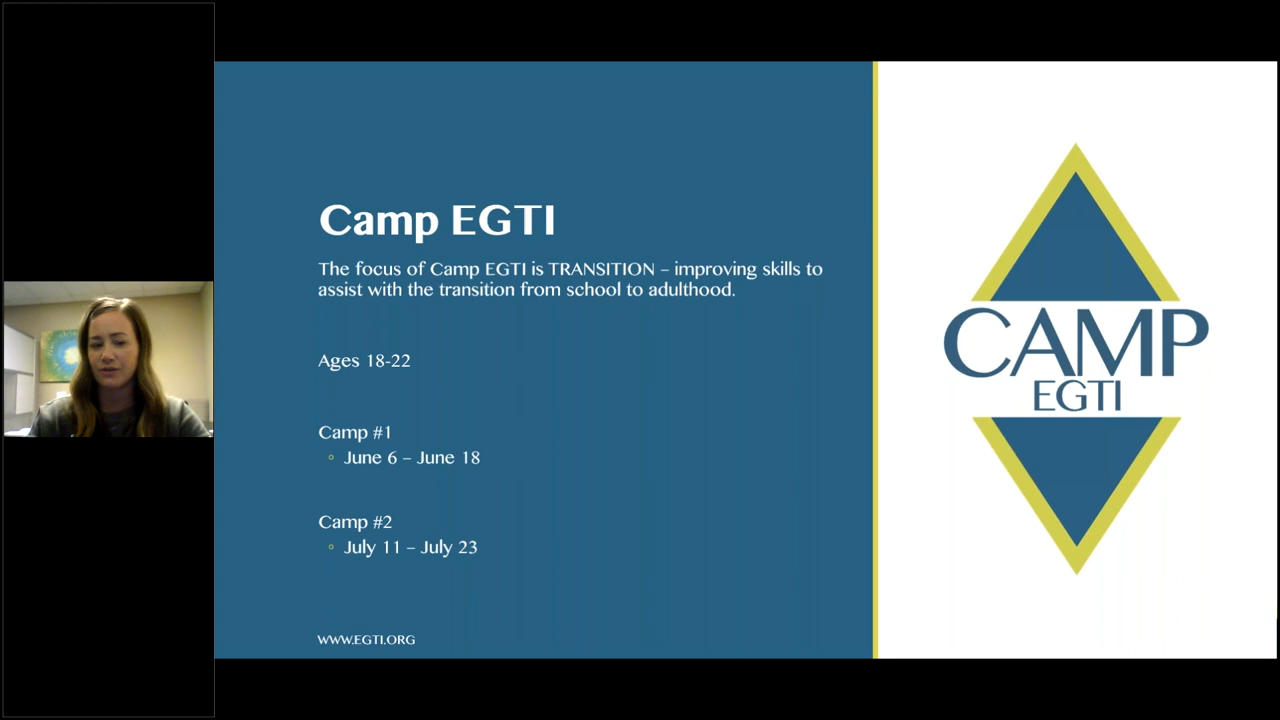 Camp EGTI
The focus of Camp EGTI is TRANSITION – improving skills to
assist with the transition from school to adulthood.
Ages 18-22
Camp #1
◦ June 6 – June 18
Camp #2
◦ July 11 – July 23
WWW.EGTI.ORG
CAMP
EGTI